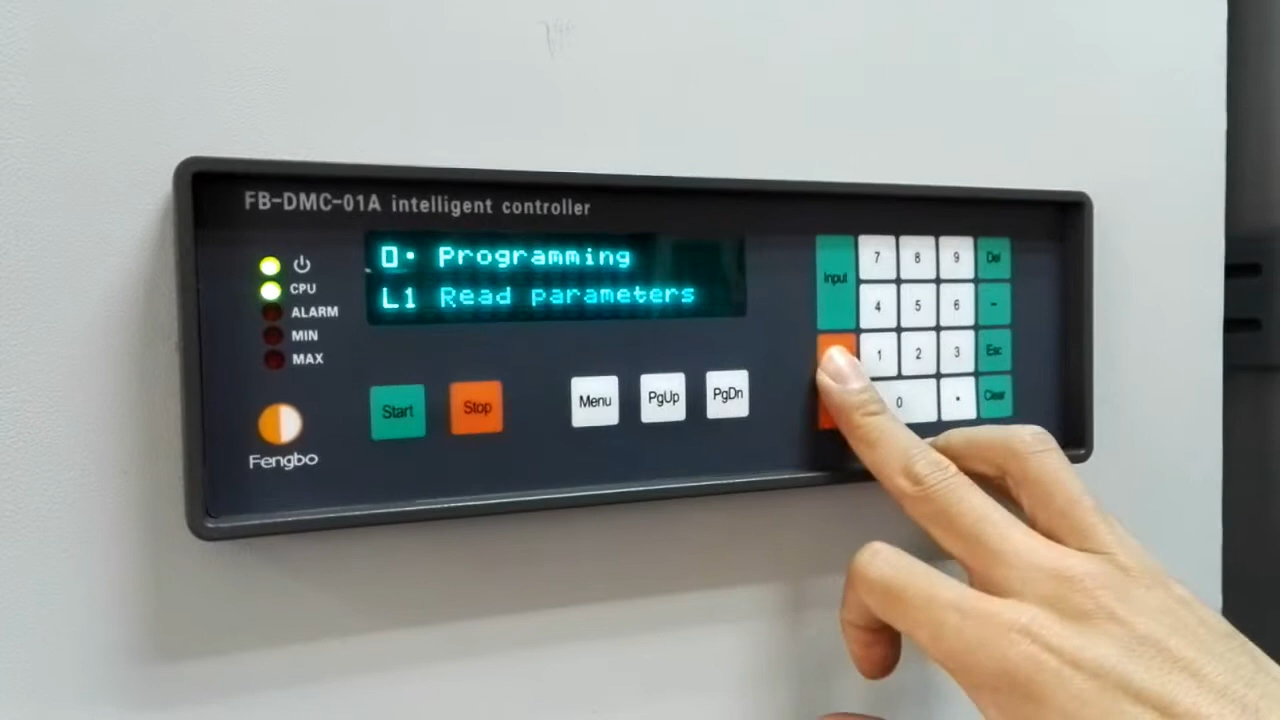 FB-DMC-01A intelligent controller
0• Programming
L1 Read parameters
CPU
ALARM
MIN
MAX
Fengbo
Start
Stop
Menu
PgUp
PgDn
Input
7
8
9
Del
4
5
6
-
1
2
3
Esc
0
.
Clear